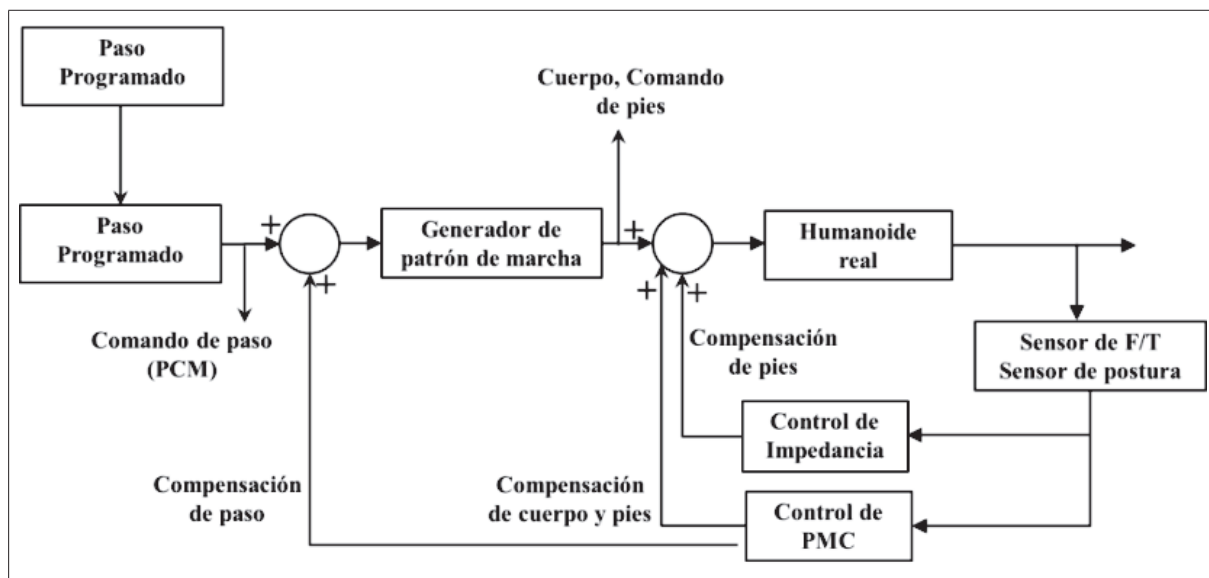 Paso
Programado
Cuerpo, Comando
de pies
Paso
Programado
+
Generador de
patrón de marcha
+
Humanoide
real
+
+
+
Comando de paso
(PCM)
Compensación
de pies
Sensor de F/T
Sensor de postura
Control de
Impedancia
Compensación
de paso
Compensación
de cuerpo y pies
Control de
PMC